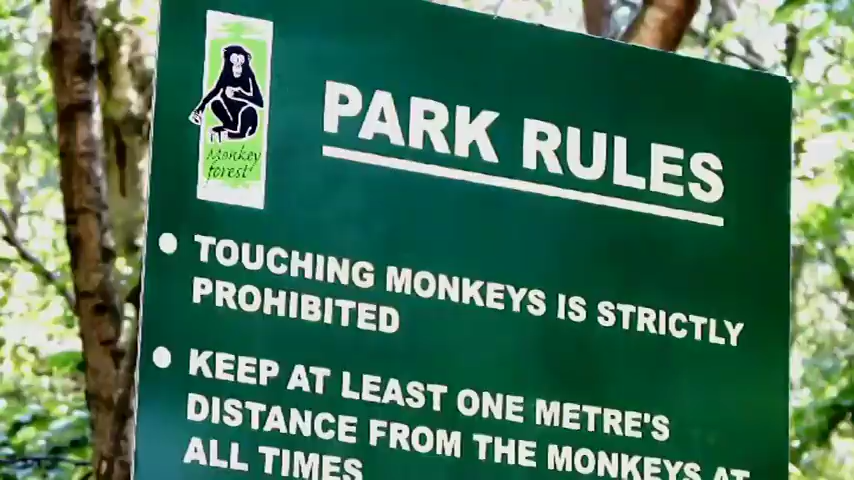 Monkey
forest
PARK RULES
TOUCHING MONKEYS IS STRICTLY
PROHIBITED
KEEP AT LEAST ONE METRE'S
DISTANCE FROM THE MONKEYS AT
ALL TIMES